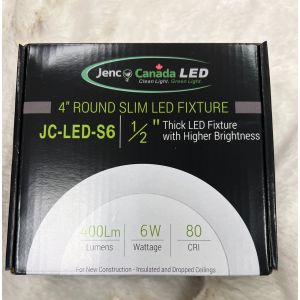 Jenco Canada LED
Clean Light. Green Light.
4" ROUND SLIM LED FIXTURE
JC-LED-S6
1/2" Thick LED Fixture
with Higher Brightness
400Lm 6W 80
Lumens Wattage CRI
For New Construction - Insulated and Dropped Ceilings